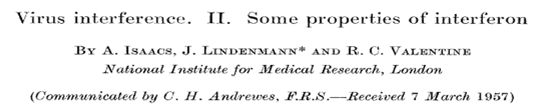 Virus interference. II. Some properties of interferon
By A. Isaacs, J. Lindenmann* and R. C. Valentine
National Institute for Medical Research, London
(Communicated by C. H. Andrewes, F.R.S.—Received 7 March 1957)